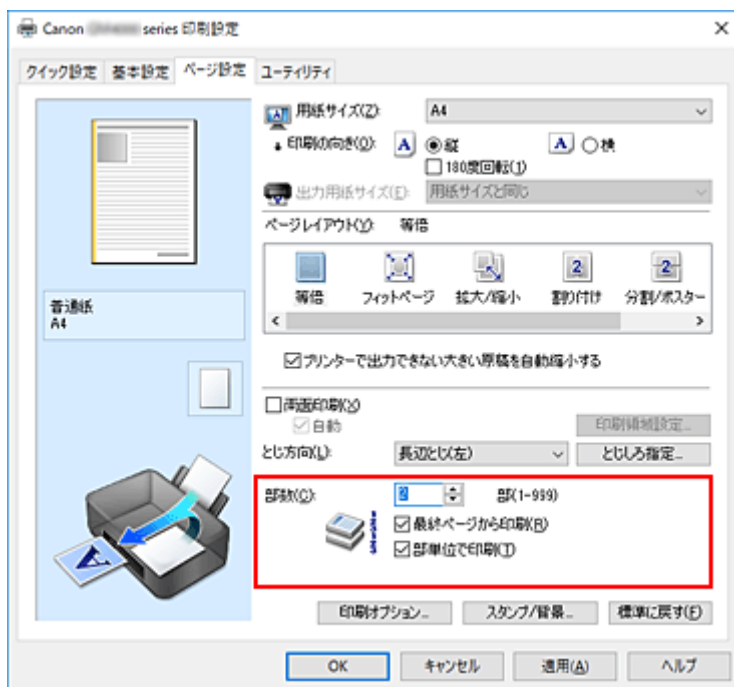 Canon series 印刷設定
クイック設定 基本設定 ページ設定 ユーティリティ
用紙サイズ(Z): A4
印刷の向き(O): A 縦 A 横
180度回転(1)
出力用紙サイズ(E): 用紙サイズと同じ
ページレイアウト(Y): 等倍
等倍 フィットページ 拡大/縮小 割り付け 分割/ポスター
普通紙
A4
プリンターで出力できない大きい原稿を自動縮小する
両面印刷(X)
自動 印刷領域設定...
とじ方向(L): 長辺とじ(左) とじしろ指定...
部数(C): 2 部(1-999)
最終ページから印刷(R)
部単位で印刷(T)
印刷オプション... スタンプ/背景... 標準に戻す(F)
OK キャンセル 適用(A) ヘルプ